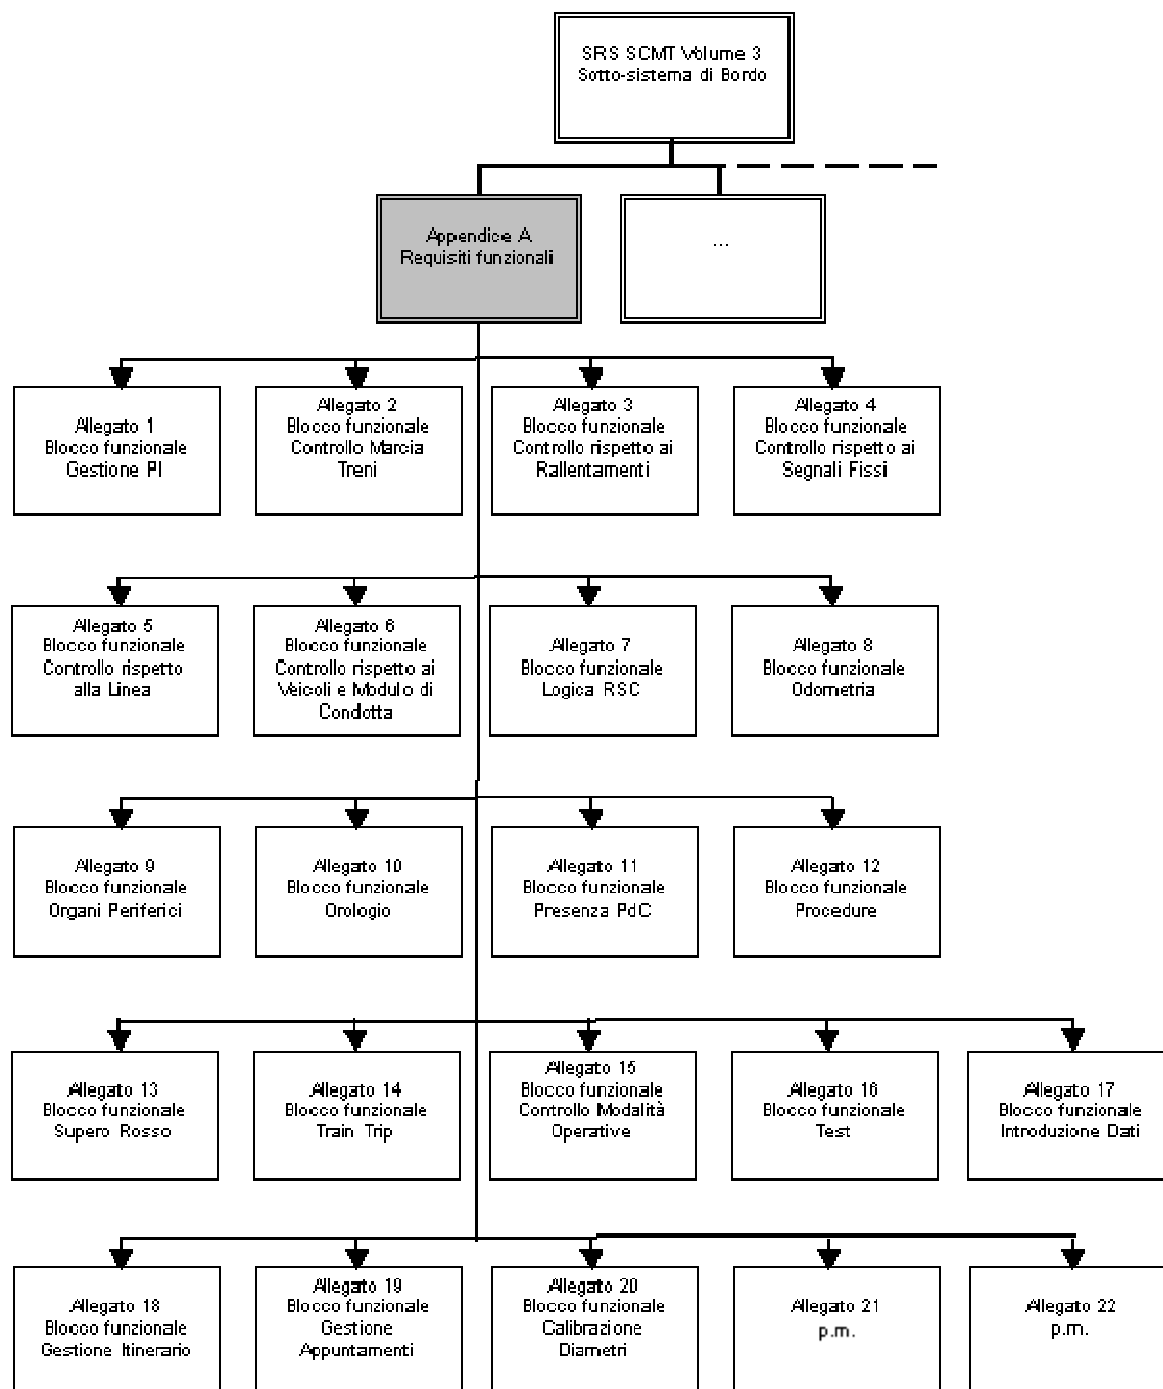 SRS SCMT Volume 3
Sotto-sistema di Bordo
Appendice A
Requisiti funzionali
...
Allegato 1
Blocco funzionale
Gestione PI
Allegato 2
Blocco funzionale
Controllo Marcia
Treni
Allegato 3
Blocco funzionale
Controllo rispetto ai
Rallentamenti
Allegato 4
Blocco funzionale
Controllo rispetto ai
Segnali Fissi
Allegato 5
Blocco funzionale
Controllo rispetto
alla Linea
Allegato 6
Blocco funzionale
Controllo rispetto ai
Veicoli e Modulo di
Condotta
Allegato 7
Blocco funzionale
Logica RSC
Allegato 8
Blocco funzionale
Odometria
Allegato 9
Blocco funzionale
Organi Periferici
Allegato 10
Blocco funzionale
Orologio
Allegato 11
Blocco funzionale
Presenza PdC
Allegato 12
Blocco funzionale
Procedure
Allegato 13
Blocco funzionale
Supero Rosso
Allegato 14
Blocco funzionale
Train Trip
Allegato 15
Blocco funzionale
Controllo Modalità
Operative
Allegato 16
Blocco funzionale
Test
Allegato 17
Blocco funzionale
Introduzione Dati
Allegato 18
Blocco funzionale
Gestione Itinerario
Allegato 19
Blocco funzionale
Gestione
Appuntamenti
Allegato 20
Blocco funzionale
Calibrazione
Diametri
Allegato 21
p.m.
Allegato 22
p.m.